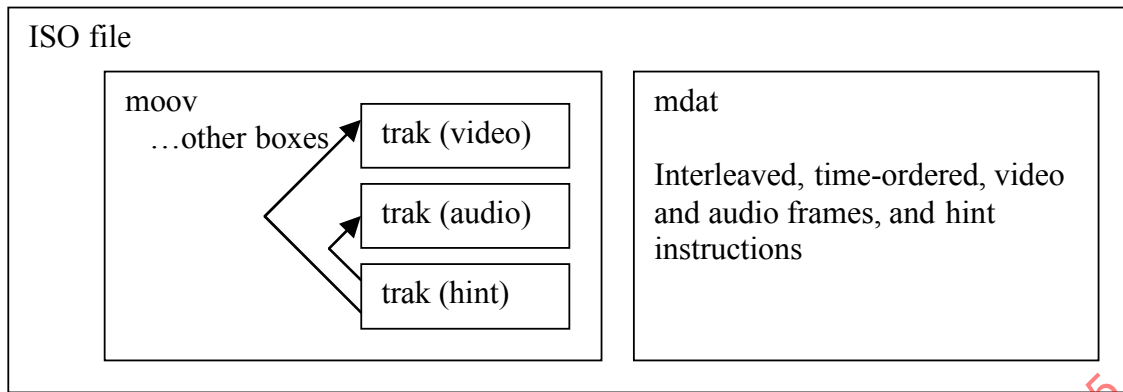 ISO file
moov
…other boxes
trak (video)
trak (audio)
trak (hint)
mdat
Interleaved, time-ordered, video
and audio frames, and hint
instructions